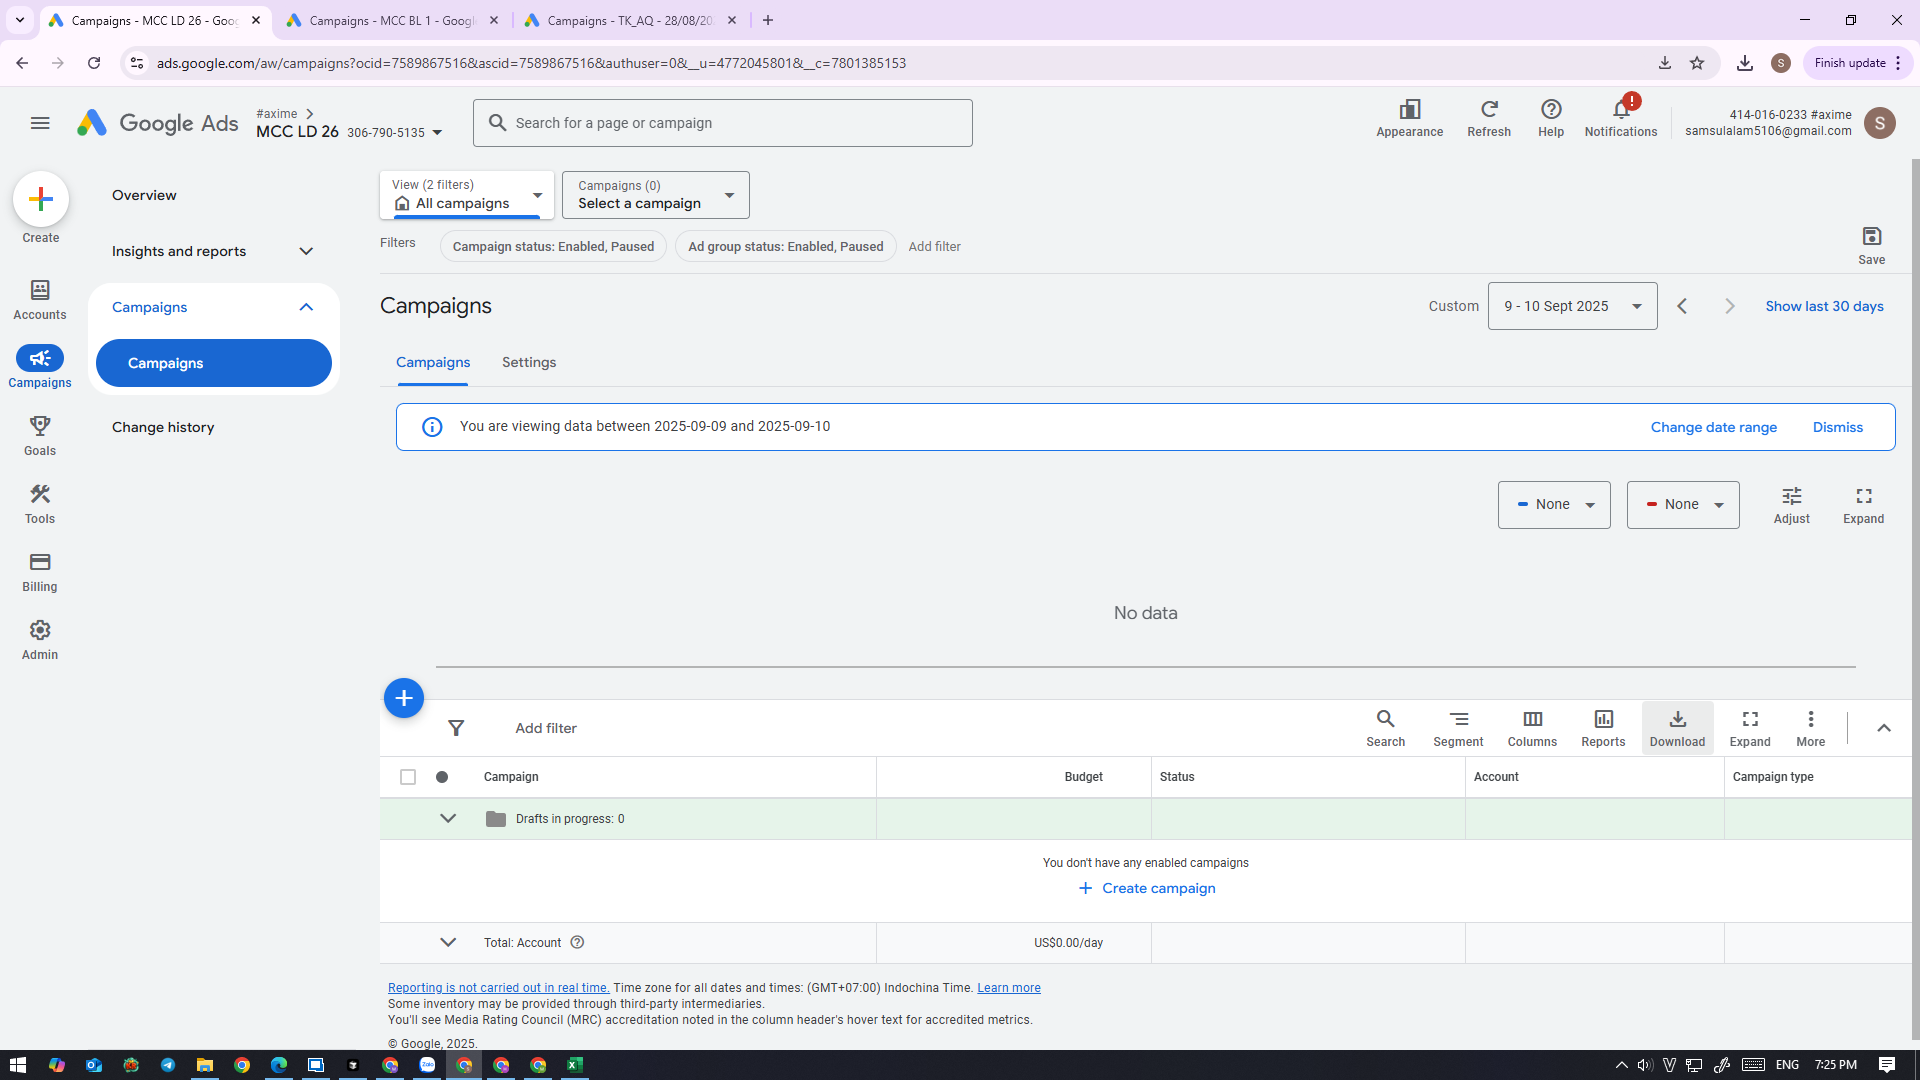 Campaigns - MCC LD 26 - Goog
Campaigns - MCC BL 1 - Google
Campaigns - TK_AQ - 28/08/202
ads.google.com/aw/campaigns?ocid=7589867516&ascid=7589867516&authuser=0&__u=4772045801&__c=7801385153
S
Finish update
Google Ads
#axime
MCC LD 26 306-790-5135
Search for a page or campaign
Appearance
Refresh
Help
Notifications
414-016-0233 #axime
samsulalam5106@gmail.com
S
Create
Accounts
Campaigns
Goals
Tools
Billing
Admin
Overview
Insights and reports
Campaigns
Campaigns
Change history
View (2 filters)
All campaigns
Campaigns (0)
Select a campaign
Filters
Campaign status: Enabled, Paused
Ad group status: Enabled, Paused
Add filter
Save
Campaigns
Custom
9 - 10 Sept 2025
Show last 30 days
Campaigns
Settings
You are viewing data between 2025-09-09 and 2025-09-10
Change date range
Dismiss
None
None
Adjust
Expand
No data
Add filter
Search
Segment
Columns
Reports
Download
Expand
More
Campaign
Budget
Status
Account
Campaign type
Drafts in progress: 0
You don't have any enabled campaigns
Create campaign
Total: Account
US$0.00/day
Reporting is not carried out in real time. Time zone for all dates and times: (GMT+07:00) Indochina Time. Learn more
Some inventory may be provided through third-party intermediaries.
You'll see Media Rating Council (MRC) accreditation noted in the column header's hover text for accredited metrics.
© Google, 2025.
Zalo
ENG
7:25 PM